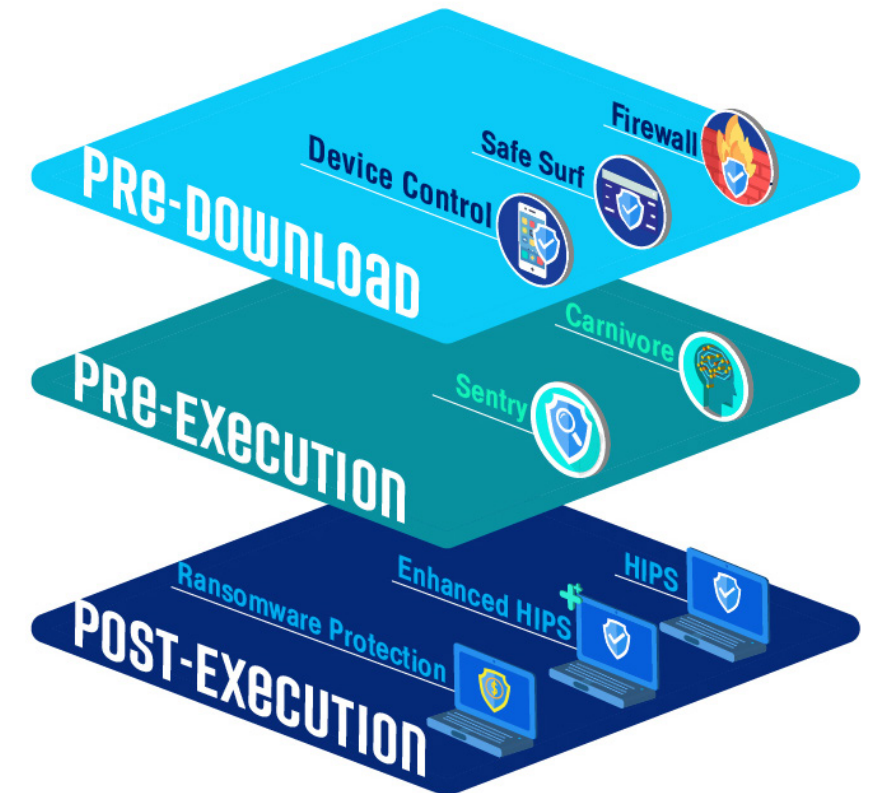 Firewall
Safe Surf
Device Control
PRe-DOWNLOaD
Carnivore
Sentry
PRe-EXeCUTION
HIPS
Enhanced HIPS
Ransomware Protection
POST-EXeCUTION